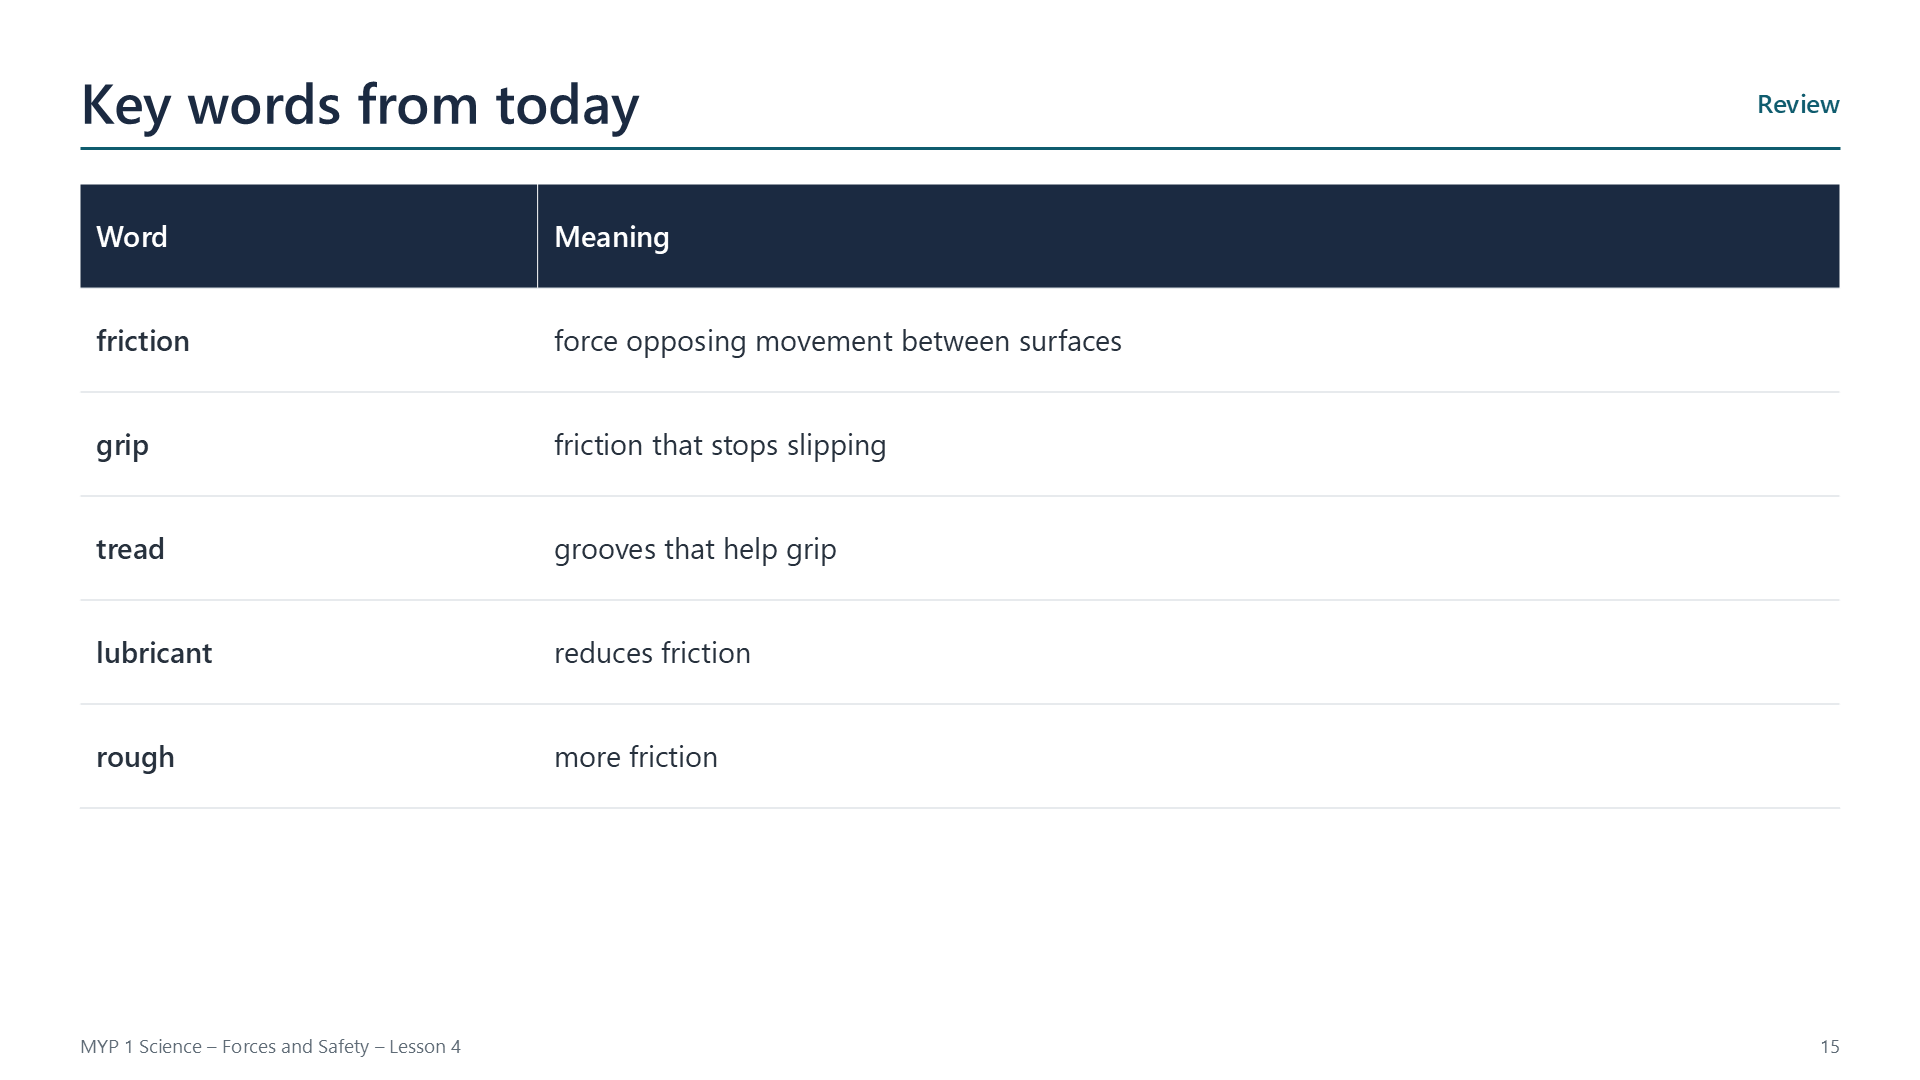 Key words from today
Review
Word Meaning
friction force opposing movement between surfaces
grip friction that stops slipping
tread grooves that help grip
lubricant reduces friction
rough more friction
MYP 1 Science – Forces and Safety – Lesson 4
15